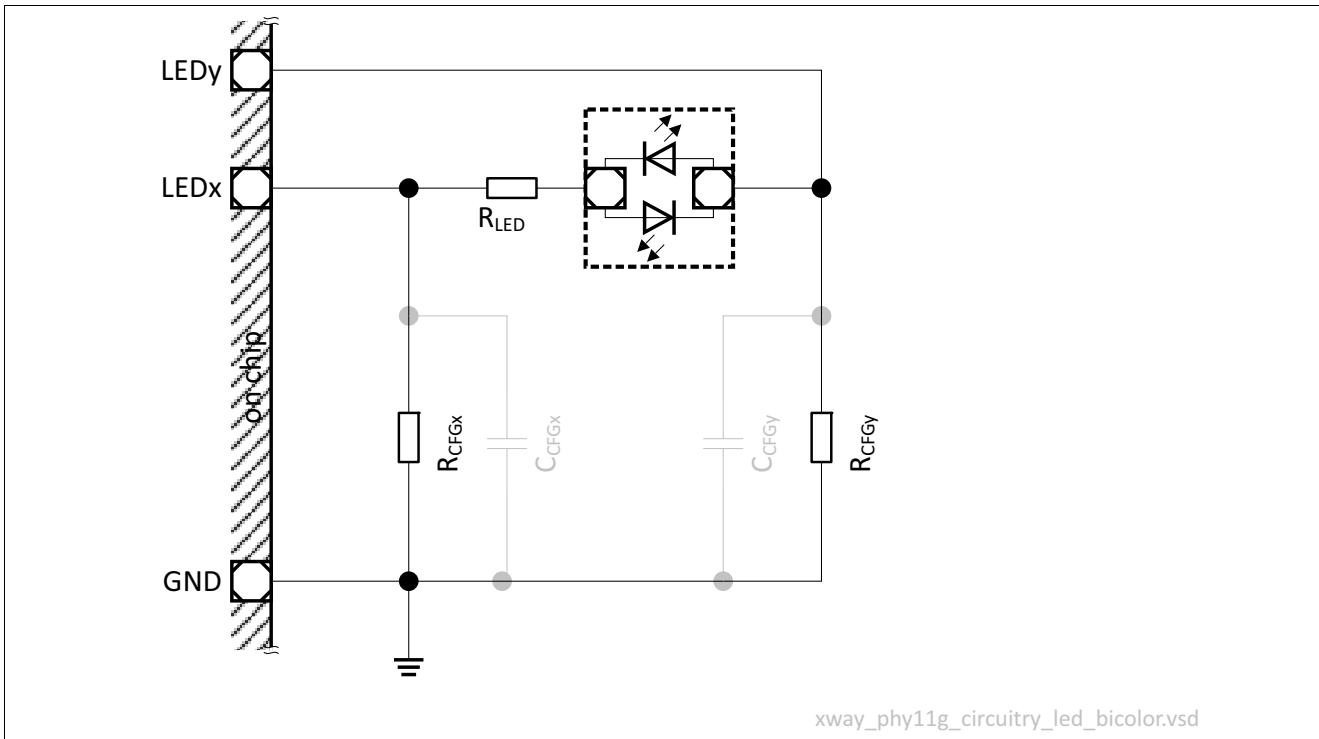 LEDy
LEDx
R_LED
on chip
R_CFGx
C_CFGx
C_CFGy
R_CFGy
GND
xway_phy11g_circuitry_led_bicolor.vsd